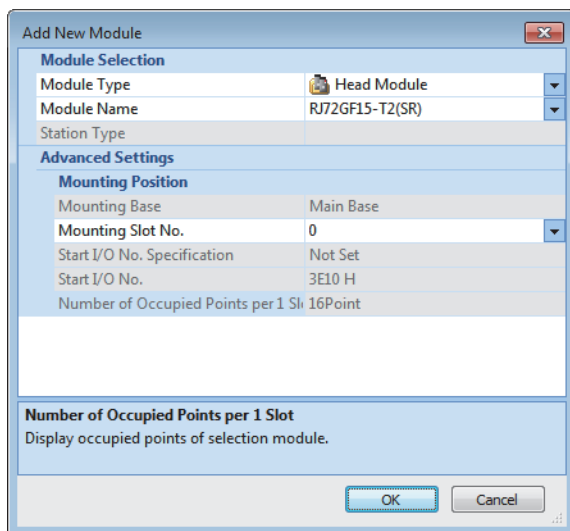 Add New Module
Module Selection
Module Type Head Module
Module Name RJ72GF15-T2(SR)
Station Type
Advanced Settings
Mounting Position
Mounting Base Main Base
Mounting Slot No. 0
Start I/O No. Specification Not Set
Start I/O No. 3E10 H
Number of Occupied Points per 1 Sl 16Point
Number of Occupied Points per 1 Slot
Display occupied points of selection module.
OK Cancel